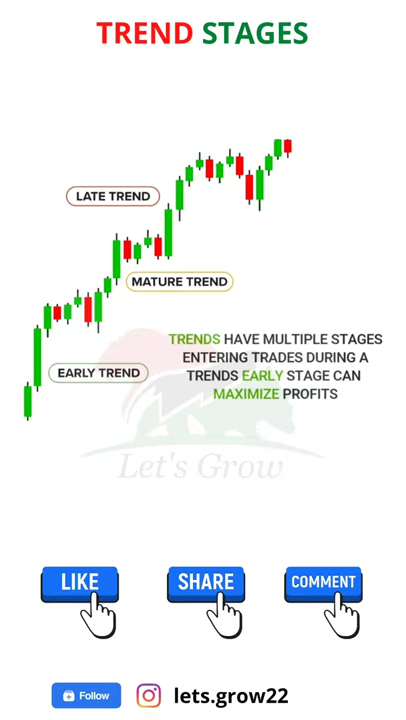 TREND STAGES
LATE TREND
MATURE TREND
TRENDS HAVE MULTIPLE STAGES
ENTERING TRADES DURING A
TRENDS EARLY STAGE CAN
MAXIMIZE PROFITS
EARLY TREND
Let's Grow
LIKE
SHARE
COMMENT
Follow
lets.grow22